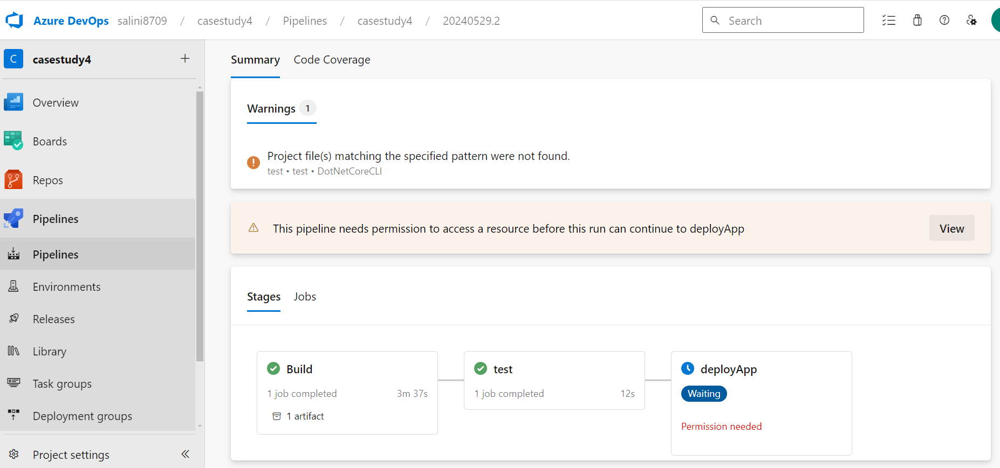 Azure DevOps salini8709 / casestudy4 / Pipelines / casestudy4 / 20240529.2
Search
C casestudy4 +
Overview
Boards
Repos
Pipelines
Pipelines
Environments
Releases
Library
Task groups
Deployment groups
Project settings
Summary Code Coverage
Warnings 1
Project file(s) matching the specified pattern were not found.
test • test • DotNetCoreCLI
This pipeline needs permission to access a resource before this run can continue to deployApp
View
Stages Jobs
Build
1 job completed 3m 37s
1 artifact
test
1 job completed 12s
deployApp
Waiting
Permission needed